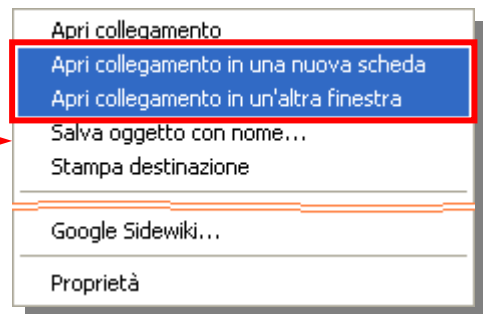 Apri collegamento
Apri collegamento in una nuova scheda
Apri collegamento in un'altra finestra
Salva oggetto con nome...
Stampa destinazione
Google Sidewiki...
Proprietà